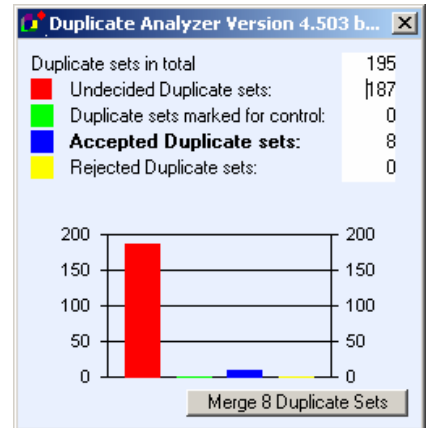 Duplicate Analyzer Version 4.503 b...
Duplicate sets in total 195
Undecided Duplicate sets: 187
Duplicate sets marked for control: 0
Accepted Duplicate sets: 8
Rejected Duplicate sets: 0
200 200
150 150
100 100
50 50
0 0
Merge 8 Duplicate Sets